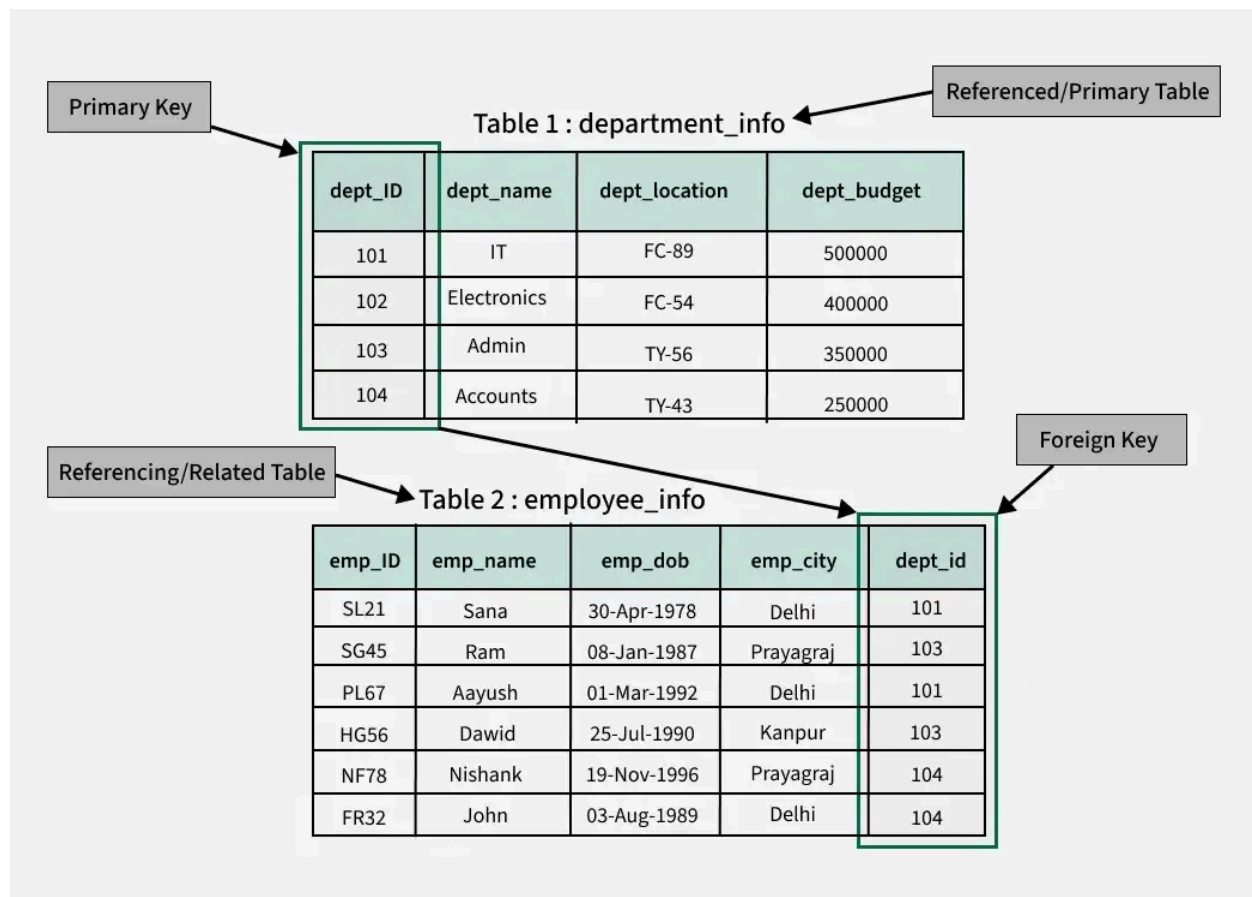 Primary Key
Referenced/Primary Table
Table 1 : department_info
dept_ID dept_name dept_location dept_budget
101 IT FC-89 500000
102 Electronics FC-54 400000
103 Admin TY-56 350000
104 Accounts TY-43 250000
Foreign Key
Referencing/Related Table
Table 2 : employee_info
emp_ID emp_name emp_dob emp_city dept_id
SL21 Sana 30-Apr-1978 Delhi 101
SG45 Ram 08-Jan-1987 Prayagraj 103
PL67 Aayush 01-Mar-1992 Delhi 101
HG56 Dawid 25-Jul-1990 Kanpur 103
NF78 Nishank 19-Nov-1996 Prayagraj 104
FR32 John 03-Aug-1989 Delhi 104